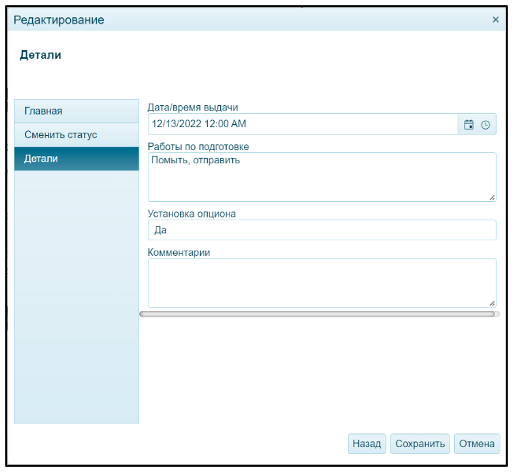 Редактирование
Детали
Главная
Сменить статус
Детали
Дата/время выдачи
12/13/2022 12:00 AM
Работы по подготовке
Помыть, отправить
Установка опциона
Да
Комментарии
Назад Сохранить Отмена